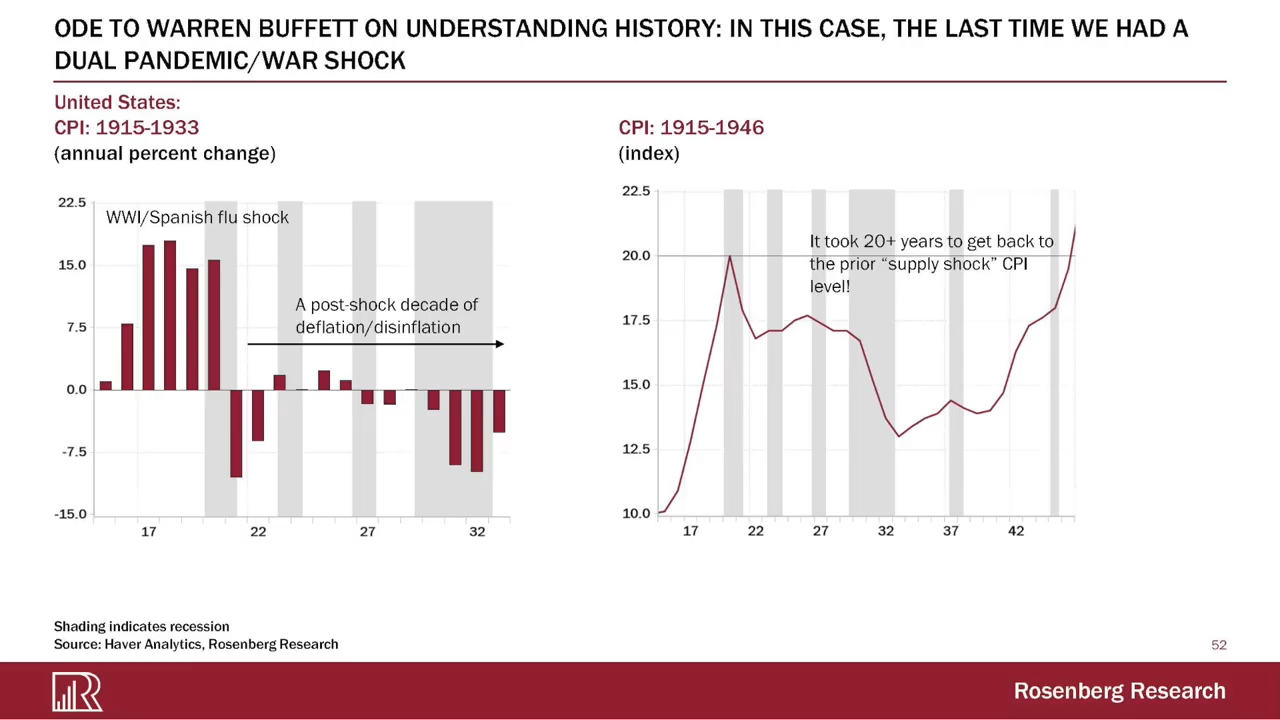 ODE TO WARREN BUFFETT ON UNDERSTANDING HISTORY: IN THIS CASE, THE LAST TIME WE HAD A
DUAL PANDEMIC/WAR SHOCK
United States:
CPI: 1915-1933
(annual percent change)
22.5
15.0
7.5
0.0
-7.5
-15.0
WWI/Spanish flu shock
A post-shock decade of
deflation/disinflation
17 22 27 32
CPI: 1915-1946
(index)
22.5
20.0
17.5
15.0
12.5
10.0
It took 20+ years to get back to
the prior “supply shock” CPI
level!
17 22 27 32 37 42
Shading indicates recession
Source: Haver Analytics, Rosenberg Research
52
R
Rosenberg Research